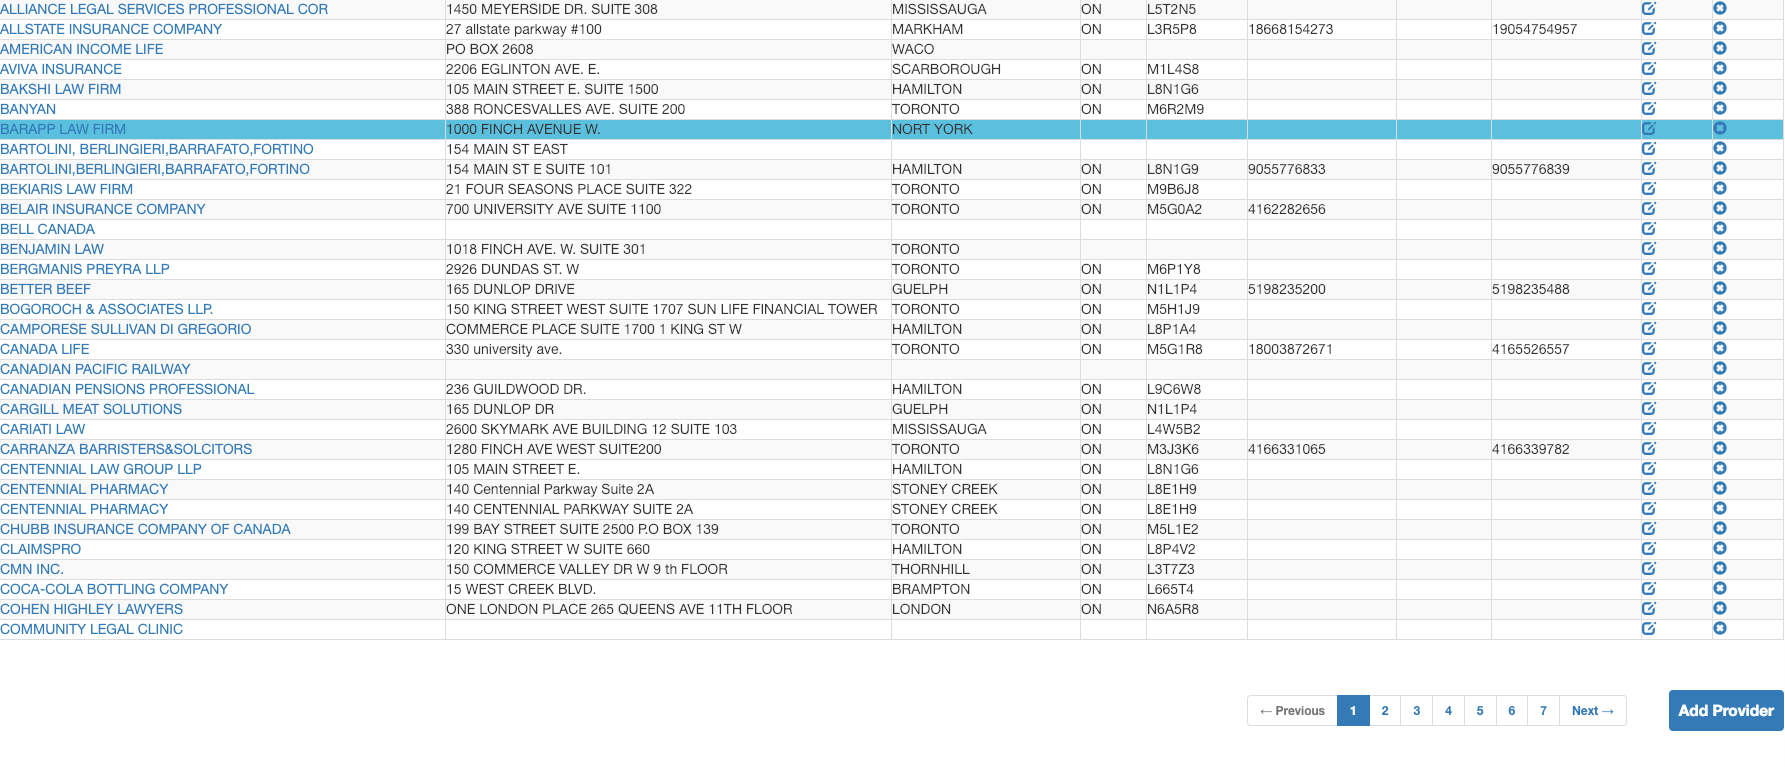 ALLIANCE LEGAL SERVICES PROFESSIONAL COR 1450 MEYERSIDE DR. SUITE 308 MISSISSAUGA ON L5T2N5
ALLSTATE INSURANCE COMPANY 27 allstate parkway #100 MARKHAM ON L3R5P8 18668154273 19054754957
AMERICAN INCOME LIFE PO BOX 2608 WACO
AVIVA INSURANCE 2206 EGLINTON AVE. E. SCARBOROUGH ON M1L4S8
BAKSHI LAW FIRM 105 MAIN STREET E. SUITE 1500 HAMILTON ON L8N1G6
BANYAN 388 RONCESVALLES AVE. SUITE 200 TORONTO ON M6R2M9
BARAPP LAW FIRM 1000 FINCH AVENUE W. NORT YORK
BARTOLINI, BERLINGIERI,BARRAFATO,FORTINO 154 MAIN ST EAST
BARTOLINI,BERLINGIERI,BARRAFATO,FORTINO 154 MAIN ST E SUITE 101 HAMILTON ON L8N1G9 9055776833 9055776839
BEKIARIS LAW FIRM 21 FOUR SEASONS PLACE SUITE 322 TORONTO ON M9B6J8
BELAIR INSURANCE COMPANY 700 UNIVERSITY AVE SUITE 1100 TORONTO ON M5G0A2 4162282656
BELL CANADA
BENJAMIN LAW 1018 FINCH AVE. W. SUITE 301 TORONTO
BERGMANIS PREYRA LLP 2926 DUNDAS ST. W TORONTO ON M6P1Y8
BETTER BEEF 165 DUNLOP DRIVE GUELPH ON N1L1P4 5198235200 5198235488
BOGOROCH & ASSOCIATES LLP. 150 KING STREET WEST SUITE 1707 SUN LIFE FINANCIAL TOWER TORONTO ON M5H1J9
CAMPORESE SULLIVAN DI GREGORIO COMMERCE PLACE SUITE 1700 1 KING ST W HAMILTON ON L8P1A4
CANADA LIFE 330 university ave. TORONTO ON M5G1R8 18003872671 4165526557
CANADIAN PACIFIC RAILWAY
CANADIAN PENSIONS PROFESSIONAL 236 GUILDWOOD DR. HAMILTON ON L9C6W8
CARGILL MEAT SOLUTIONS 165 DUNLOP DR GUELPH ON N1L1P4
CARIATI LAW 2600 SKYMARK AVE BUILDING 12 SUITE 103 MISSISSAUGA ON L4W5B2
CARRANZA BARRISTERS&SOLCITORS 1280 FINCH AVE WEST SUITE200 TORONTO ON M3J3K6 4166331065 4166339782
CENTENNIAL LAW GROUP LLP 105 MAIN STREET E. HAMILTON ON L8N1G6
CENTENNIAL PHARMACY 140 Centennial Parkway Suite 2A STONEY CREEK ON L8E1H9
CENTENNIAL PHARMACY 140 CENTENNIAL PARKWAY SUITE 2A STONEY CREEK ON L8E1H9
CHUBB INSURANCE COMPANY OF CANADA 199 BAY STREET SUITE 2500 P.O BOX 139 TORONTO ON M5L1E2
CLAIMSPRO 120 KING STREET W SUITE 660 HAMILTON ON L8P4V2
CMN INC. 150 COMMERCE VALLEY DR W 9 th FLOOR THORNHILL ON L3T7Z3
COCA-COLA BOTTLING COMPANY 15 WEST CREEK BLVD. BRAMPTON ON L665T4
COHEN HIGHLEY LAWYERS ONE LONDON PLACE 265 QUEENS AVE 11TH FLOOR LONDON ON N6A5R8
COMMUNITY LEGAL CLINIC
← Previous 1 2 3 4 5 6 7 Next → Add Provider